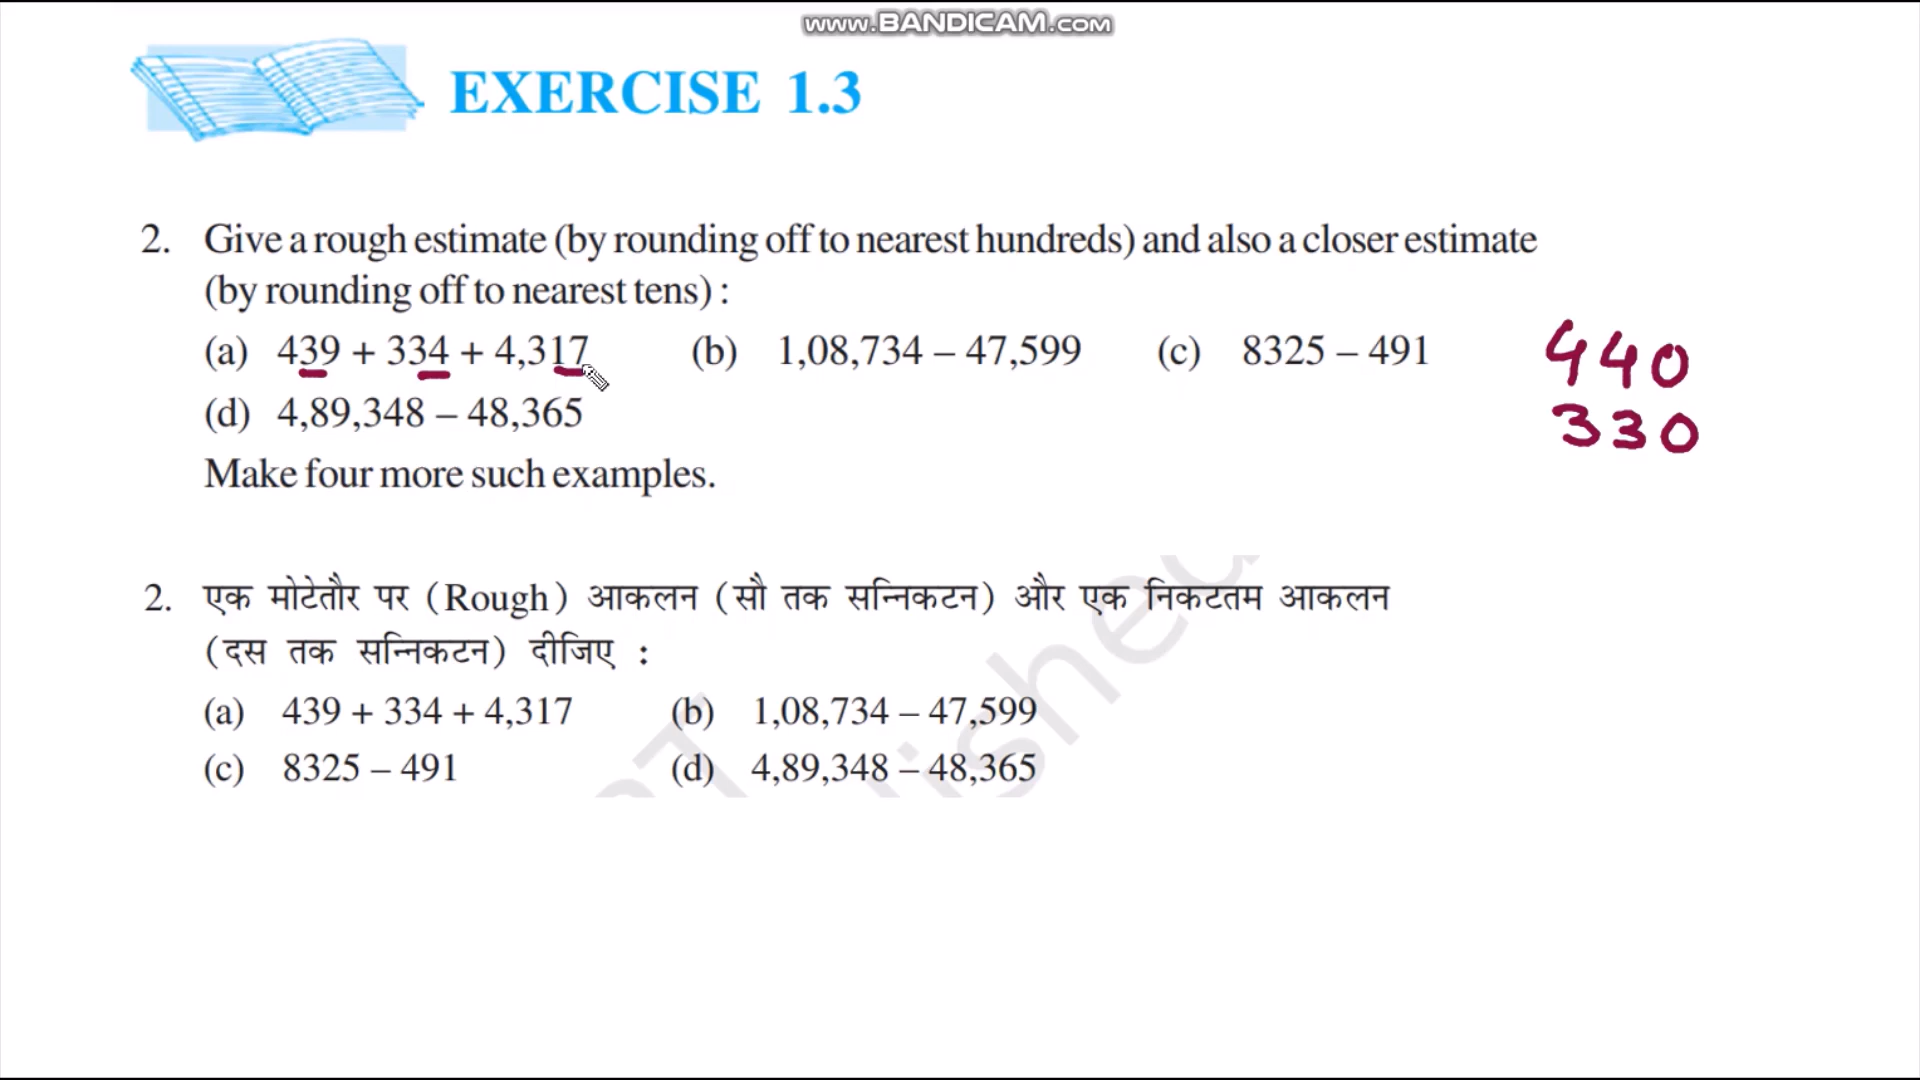 www.BANDICAM.com
EXERCISE 1.3
2. Give a rough estimate (by rounding off to nearest hundreds) and also a closer estimate
(by rounding off to nearest tens) :
(a) 439 + 334 + 4,317 (b) 1,08,734 – 47,599 (c) 8325 – 491
440
(d) 4,89,348 – 48,365
330
Make four more such examples.
2. एक मोटेतौर पर (Rough) आकलन (सौ तक सन्निकटन) और एक निकटतम आकलन
(दस तक सन्निकटन) दीजिए :
(a) 439 + 334 + 4,317 (b) 1,08,734 – 47,599
(c) 8325 – 491 (d) 4,89,348 – 48,365